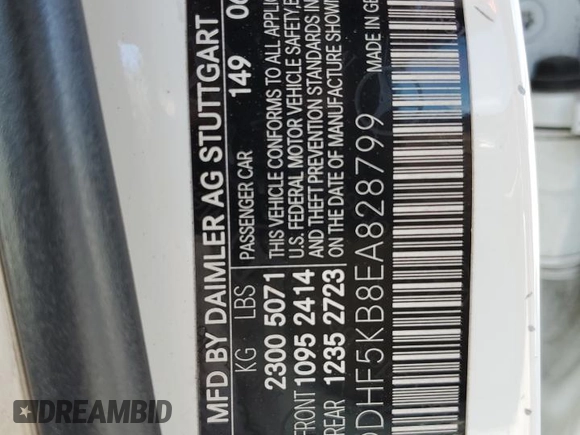 MFD BY DAIMLER AG STUTTGART
149
KG LBS
PASSENGER CAR
2300 5071
FRONT 1095 2414
REAR 1235 2723
THIS VEHICLE CONFORMS TO ALL
U.S. FEDERAL MOTOR VEHICLE SAFETY,
AND THEFT PREVENTION STANDARDS IN
ON THE DATE OF MANUFACTURE SHOWN
MADE IN GE
DHF5KB8EA828799
DREAMBID